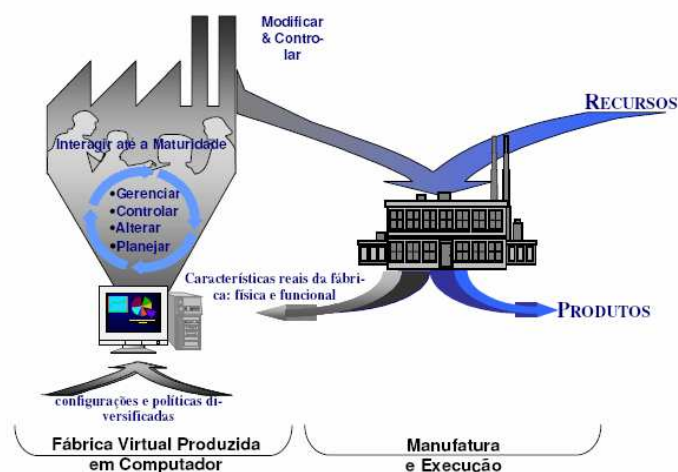 Modificar
& Contro-
lar
RECURSOS
Interagir até a Maturidade
•Gerenciar
•Controlar
•Alterar
•Planejar
Características reais da fábri-
ca: física e funcional
PRODUTOS
configurações e políticas di-
versificadas
Fábrica Virtual Produzida
em Computador
Manufatura
e Execução